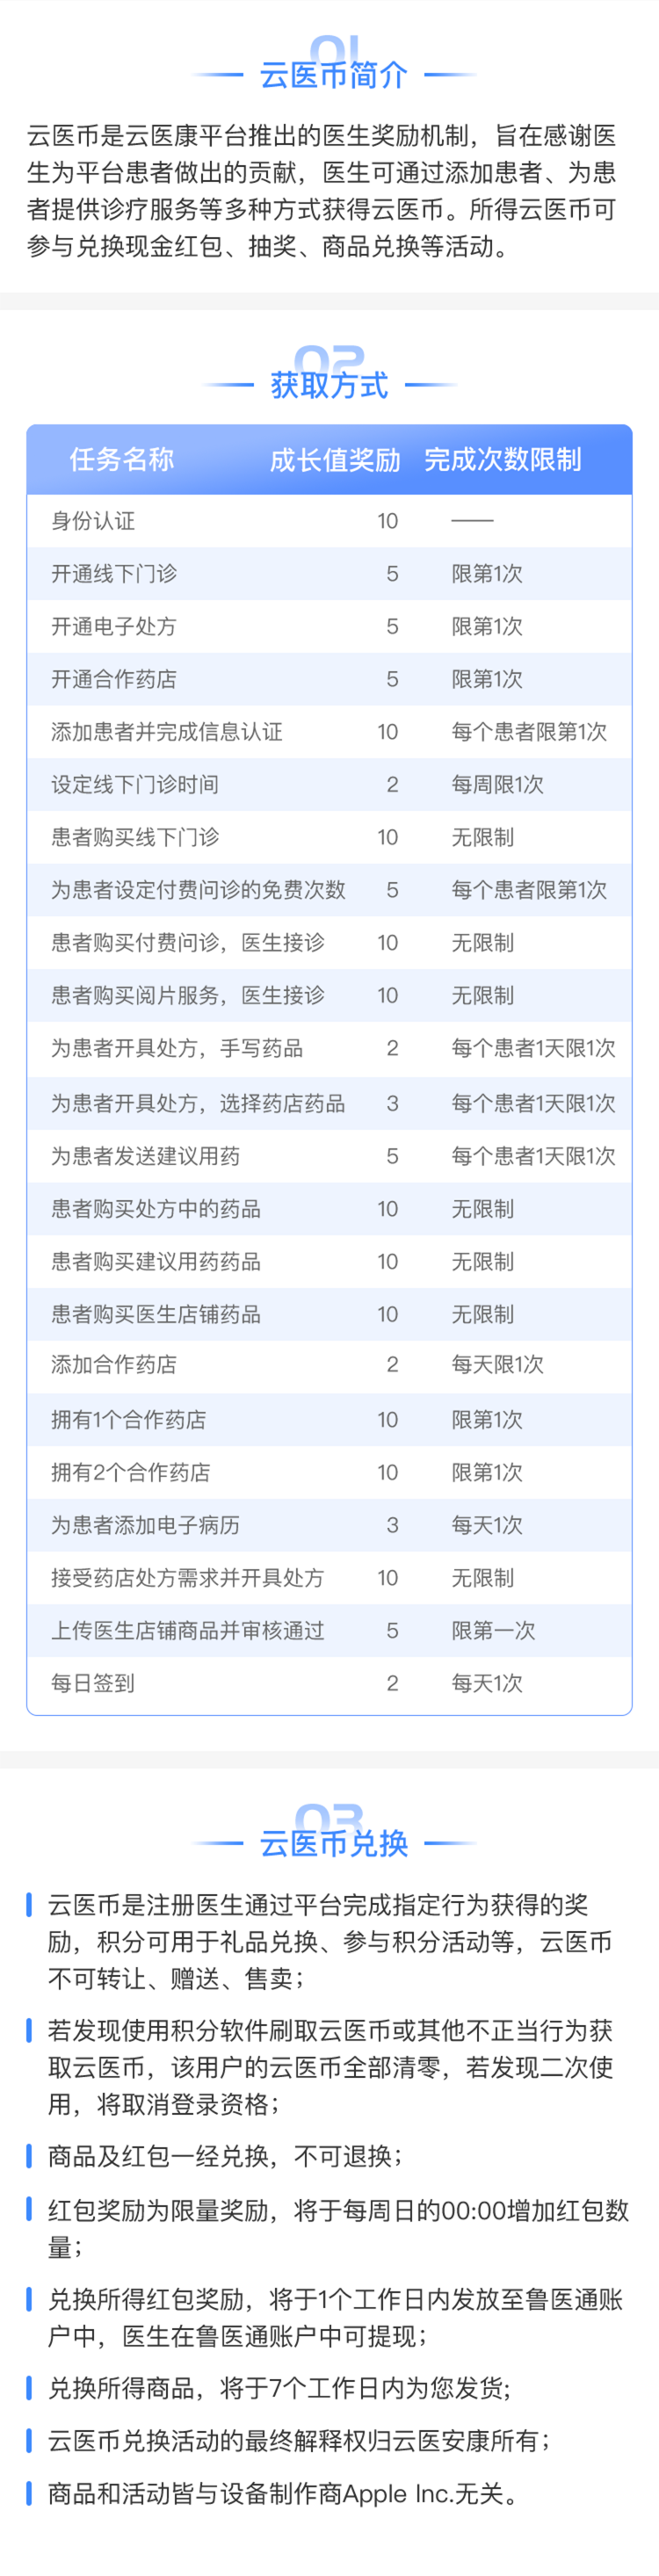 01
云医币简介
云医币是云医康平台推出的医生奖励机制，旨在感谢医
生为平台患者做出的贡献，医生可通过添加患者、为患
者提供诊疗服务等多种方式获得云医币。所得云医币可
参与兑换现金红包、抽奖、商品兑换等活动。
02
获取方式
任务名称 成长值奖励 完成次数限制
身份认证 10 ——
开通线下门诊 5 限第1次
开通电子处方 5 限第1次
开通合作药店 5 限第1次
添加患者并完成信息认证 10 每个患者限第1次
设定线下门诊时间 2 每周限1次
患者购买线下门诊 10 无限制
为患者设定付费问诊的免费次数 5 每个患者限第1次
患者购买付费问诊，医生接诊 10 无限制
患者购买阅片服务，医生接诊 10 无限制
为患者开具处方，手写药品 2 每个患者1天限1次
为患者开具处方，选择药店药品 3 每个患者1天限1次
为患者发送建议用药 5 每个患者1天限1次
患者购买处方中的药品 10 无限制
患者购买建议用药药品 10 无限制
患者购买医生店铺药品 10 无限制
添加合作药店 2 每天限1次
拥有1个合作药店 10 限第1次
拥有2个合作药店 10 限第1次
为患者添加电子病历 3 每天1次
接受药店处方需求并开具处方 10 无限制
上传医生店铺商品并审核通过 5 限第一次
每日签到 2 每天1次
03
云医币兑换
云医币是注册医生通过平台完成指定行为获得的奖
励，积分可用于礼品兑换、参与积分活动等，云医币
不可转让、赠送、售卖；
若发现使用积分软件刷取云医币或其他不正当行为获
取云医币，该用户的云医币全部清零，若发现二次使
用，将取消登录资格；
商品及红包一经兑换，不可退换；
红包奖励为限量奖励，将于每周日的00:00增加红包数
量；
兑换所得红包奖励，将于1个工作日内发放至鲁医通账
户中，医生在鲁医通账户中可提现；
兑换所得商品，将于7个工作日内为您发货;
云医币兑换活动的最终解释权归云医安康所有；
商品和活动皆与设备制作商Apple Inc.无关。